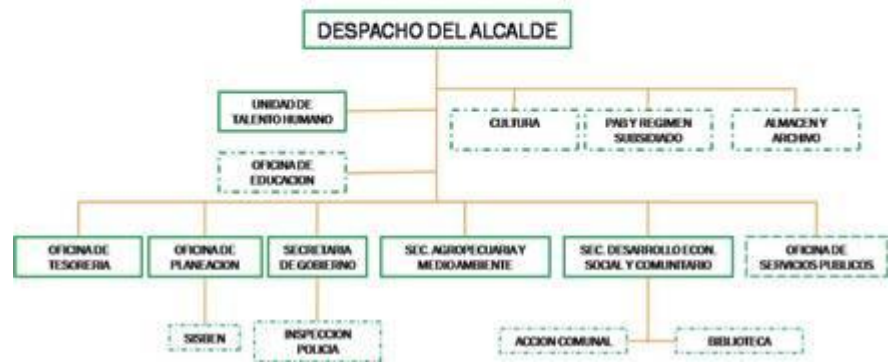 DESPACHO DEL ALCALDE
UNIDAD DE
TALENTO HUMANO
CULTURA
PAB Y REGIMEN
SUBSIDIADO
ALMACEN Y
ARCHIVO
OFICINA DE
EDUCACION
OFICINA DE
TESORERIA
OFICINA DE
PLANEACION
SECRETARIA
DE GOBIERNO
SEC. AGROPECUARIA Y
MEDIO AMBIENTE
SEC. DESARROLLO ECON.
SOCIAL Y COMUNITARIO
OFICINA DE
SERVICIOS PUBLICOS
SISBEN
INSPECCION
POLICIA
ACCION COMUNAL
BIBLIOTECA